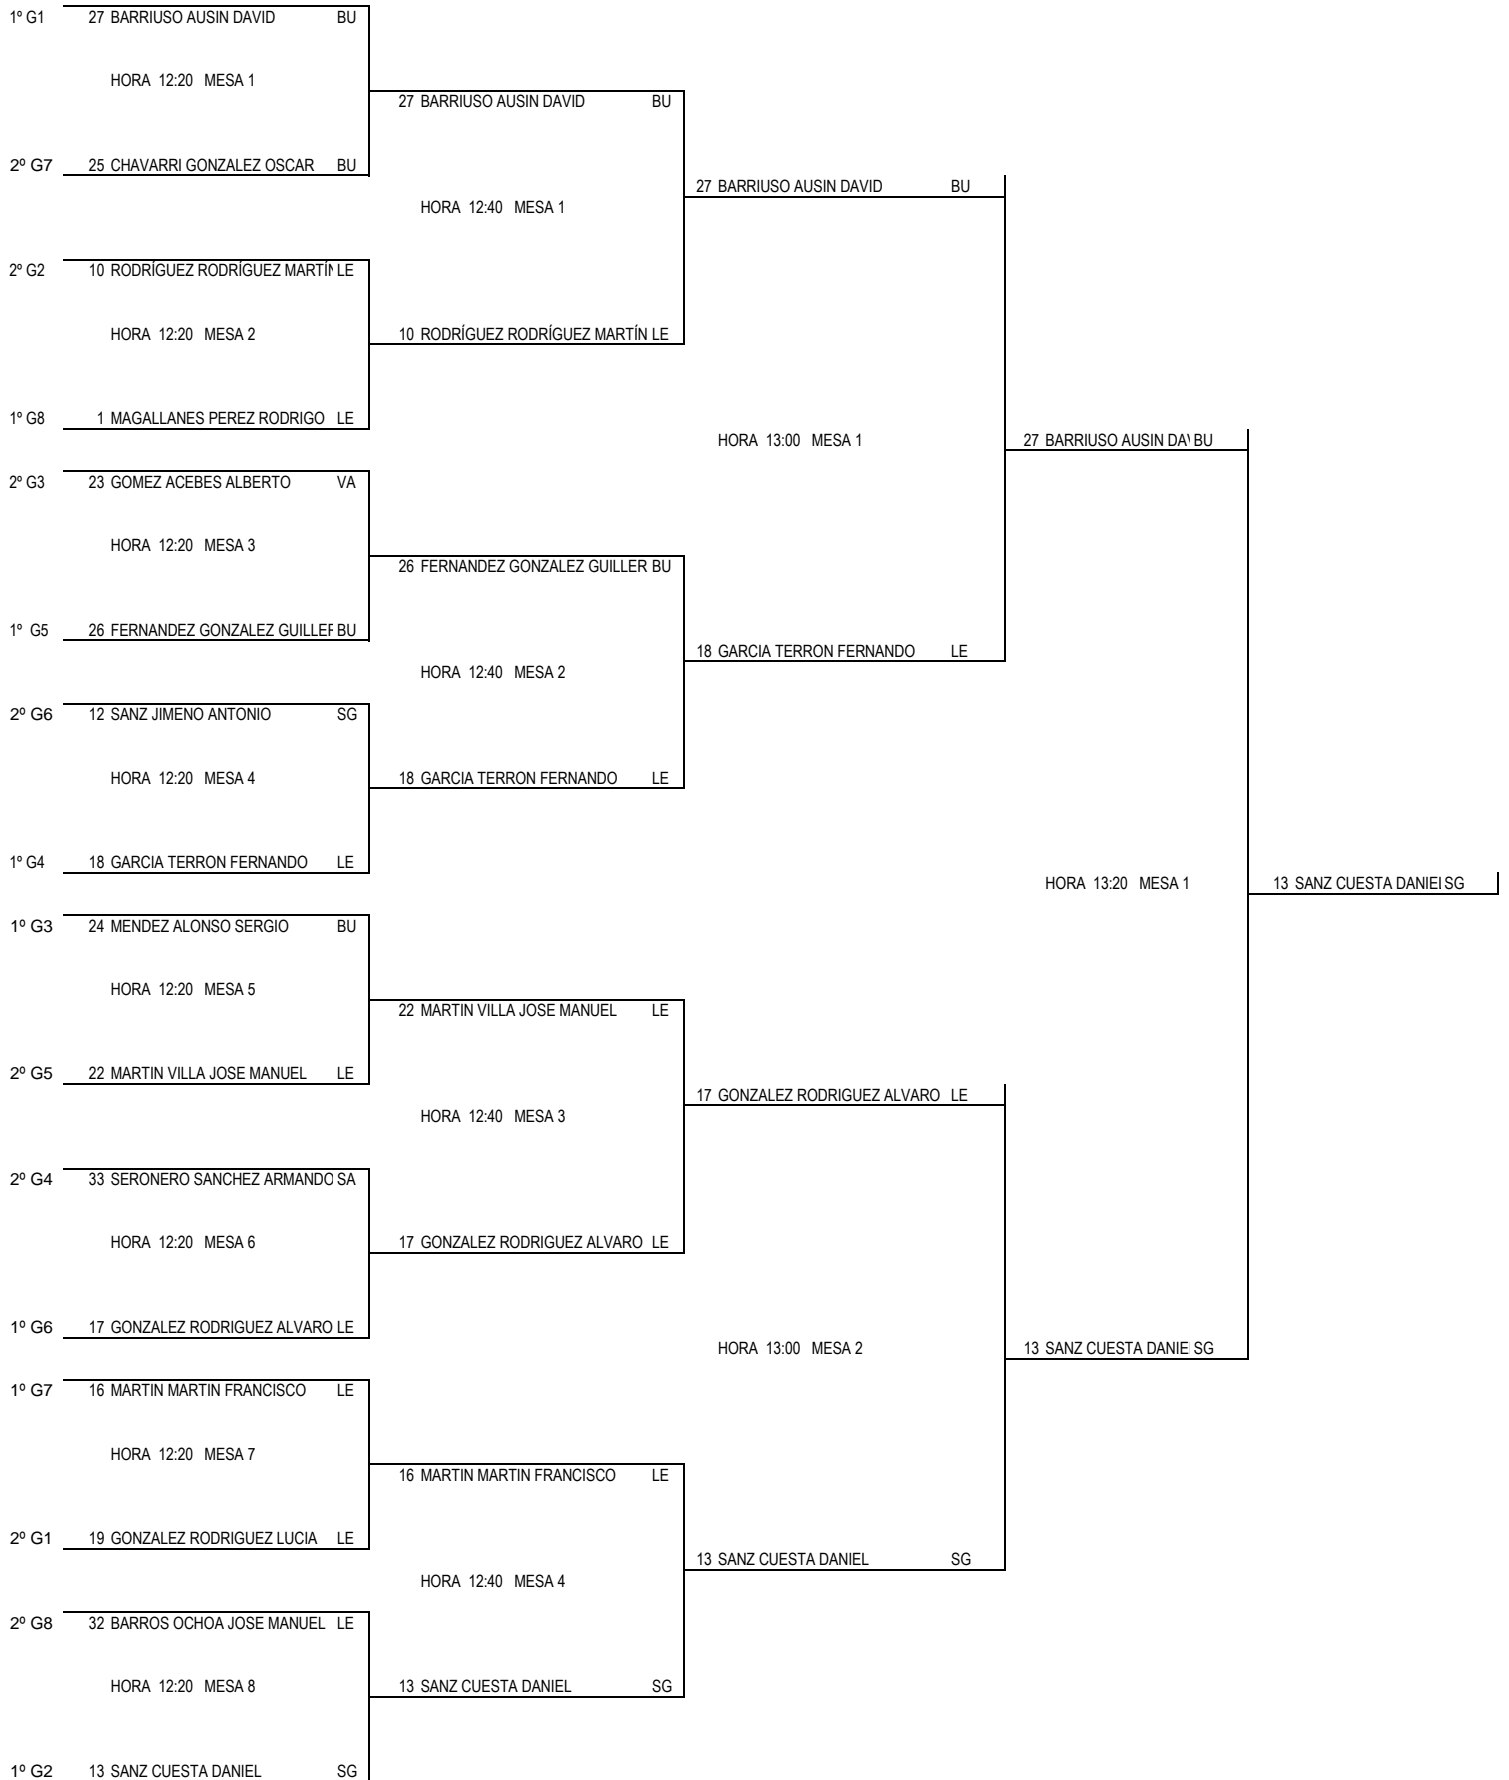 1º G1 27 BARRIUSO AUSIN DAVID BU
HORA 12:20 MESA 1
27 BARRIUSO AUSIN DAVID BU
2º G7 25 CHAVARRI GONZALEZ OSCAR BU
27 BARRIUSO AUSIN DAVID BU
HORA 12:40 MESA 1
2º G2 10 RODRÍGUEZ RODRÍGUEZ MARTÍN LE
HORA 12:20 MESA 2 10 RODRÍGUEZ RODRÍGUEZ MARTÍN LE
1º G8 1 MAGALLANES PEREZ RODRIGO LE
HORA 13:00 MESA 1 27 BARRIUSO AUSIN DAV BU
2º G3 23 GOMEZ ACEBES ALBERTO VA
HORA 12:20 MESA 3
26 FERNANDEZ GONZALEZ GUILLER BU
1º G5 26 FERNANDEZ GONZALEZ GUILLER BU
18 GARCIA TERRON FERNANDO LE
HORA 12:40 MESA 2
2º G6 12 SANZ JIMENO ANTONIO SG
HORA 12:20 MESA 4 18 GARCIA TERRON FERNANDO LE
1º G4 18 GARCIA TERRON FERNANDO LE
HORA 13:20 MESA 1 13 SANZ CUESTA DANIEL SG
1º G3 24 MENDEZ ALONSO SERGIO BU
HORA 12:20 MESA 5
22 MARTIN VILLA JOSE MANUEL LE
2º G5 22 MARTIN VILLA JOSE MANUEL LE
17 GONZALEZ RODRIGUEZ ALVARO LE
HORA 12:40 MESA 3
2º G4 33 SERONERO SANCHEZ ARMANDO SA
HORA 12:20 MESA 6 17 GONZALEZ RODRIGUEZ ALVARO LE
1º G6 17 GONZALEZ RODRIGUEZ ALVARO LE
HORA 13:00 MESA 2 13 SANZ CUESTA DANIE SG
1º G7 16 MARTIN MARTIN FRANCISCO LE
HORA 12:20 MESA 7
16 MARTIN MARTIN FRANCISCO LE
2º G1 19 GONZALEZ RODRIGUEZ LUCIA LE
13 SANZ CUESTA DANIEL SG
HORA 12:40 MESA 4
2º G8 32 BARROS OCHOA JOSE MANUEL LE
HORA 12:20 MESA 8 13 SANZ CUESTA DANIEL SG
1º G2 13 SANZ CUESTA DANIEL SG